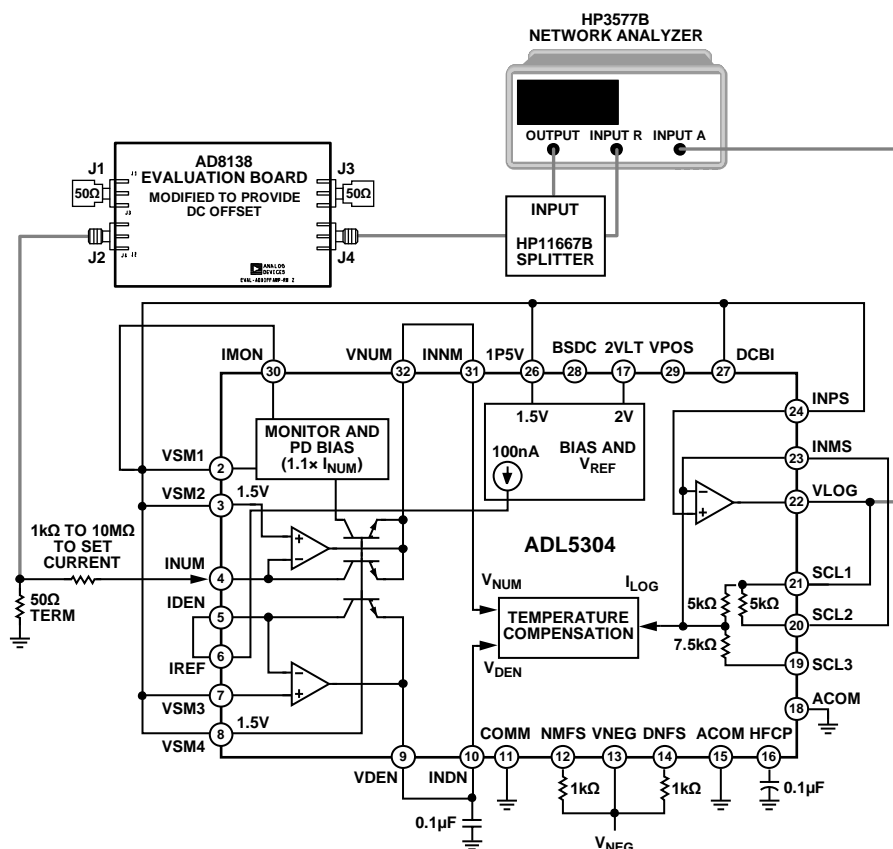 HP3577B
NETWORK ANALYZER
OUTPUT INPUT R INPUT A
AD8138
EVALUATION BOARD
MODIFIED TO PROVIDE
DC OFFSET
J1
J3
50Ω
50Ω
J1
J3
J2
J4
ANALOG
DEVICES
INPUT
HP11667B
SPLITTER
IMON
VNUM
INNM
1P5V
BSDC
2VLT
VPOS
DCBI
30
32
31
26
28
17
29
27
MONITOR AND
PD BIAS
(1.1× INUM)
1.5V
2V
100nA
BIAS AND
VREF
INPS
24
INMS
23
VLOG
22
VSM1
2
VSM2
3
1.5V
1kΩ TO 10MΩ
TO SET
CURRENT
INUM
4
50Ω
TERM
IDEN
5
IREF
6
VSM3
7
VSM4
8
1.5V
+
–
–
+
–
+
ADL5304
VNUM
ILOG
TEMPERATURE
COMPENSATION
VDEN
5kΩ
5kΩ
7.5kΩ
SCL1
21
SCL2
20
SCL3
19
ACOM
18
COMM
NMFS
VNEG
DNFS
ACOM
HFCP
9
10
11
12
13
14
15
16
VDEN
INDN
1kΩ
1kΩ
0.1µF
0.1µF
VNEG